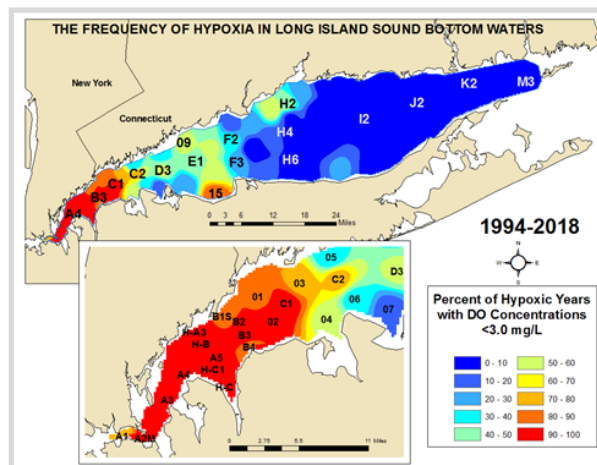 THE FREQUENCY OF HYPOXIA IN LONG ISLAND SOUND BOTTOM WATERS
New York
Connecticut
K2
M3
J2
H2
I2
09
F2
H4
C2
D3
E1
F3
H6
C1
B3
15
A4
0 3 6 12 18 24
Miles
1994-2018
N
W E
S
05
D3
C2
03
01
C1
06
07
02
04
B1S
B2
H-A3
B3
H-B
B4
A5
A4
H-C1
H-C
A3
A1
A2M
0 2.75 5.5 11 Miles
Percent of Hypoxic Years
with DO Concentrations
<3.0 mg/L
0 - 10
10 - 20
20 - 30
30 - 40
40 - 50
50 - 60
60 - 70
70 - 80
80 - 90
90 - 100